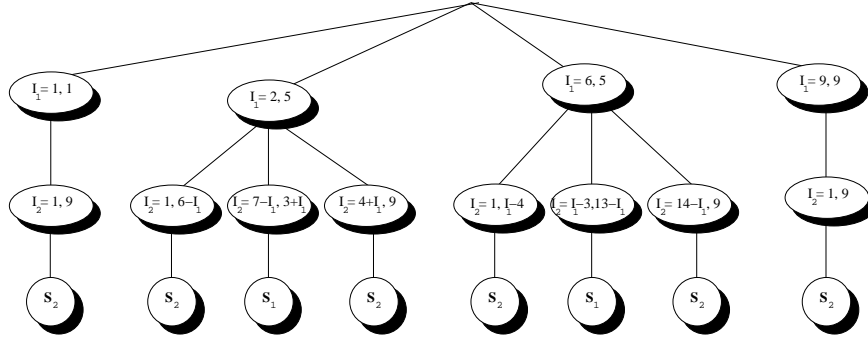 I1= 1, 1
I1= 2, 5
I1= 6, 5
I1= 9, 9
I2= 1, 9
I2= 1, 6−I1
I2= 7−I1, 3+I1
I2= 4+I1, 9
I2= 1, I−4
I2= I1−3,13−I1
I2= 14−I1, 9
I2= 1, 9
S2
S2
S1
S2
S2
S1
S2
S2